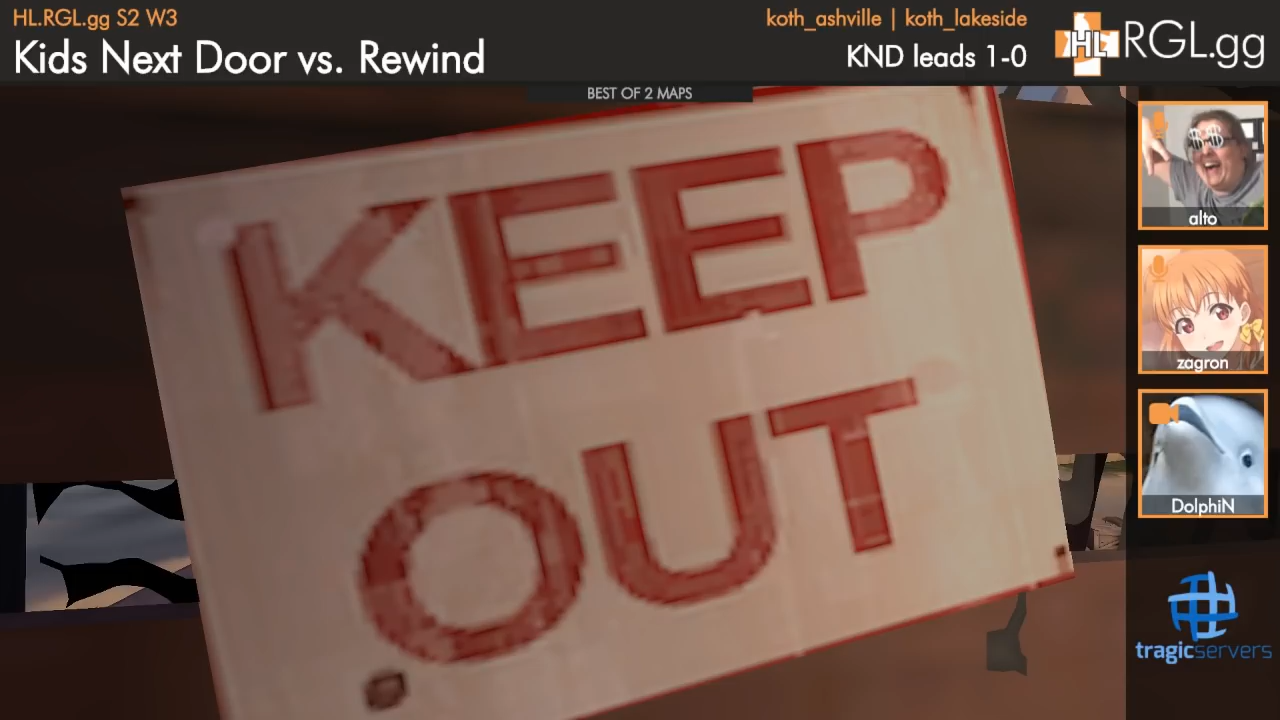 HL.RGL.gg S2 W3
Kids Next Door vs. Rewind
koth_ashville | koth_lakeside
KND leads 1-0
HL RGL.gg
BEST OF 2 MAPS
KEEP
OUT
alto
zagron
DolphiN
tragicservers